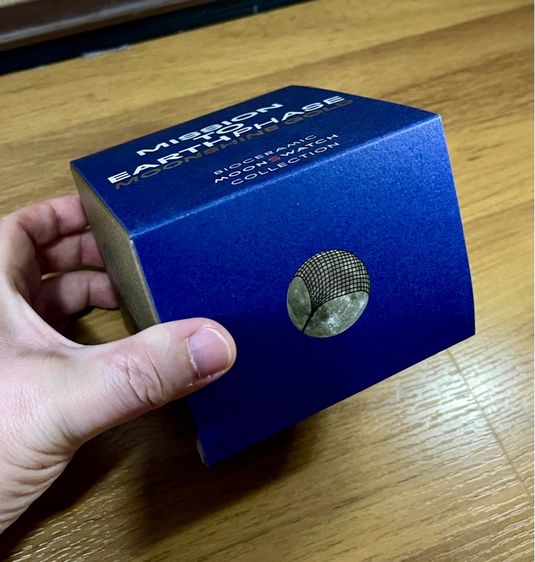 MISSION
TO
EARTHPHASE
MOONSHINE GOLD
BIOCERAMIC
MOONSWATCH
COLLECTION